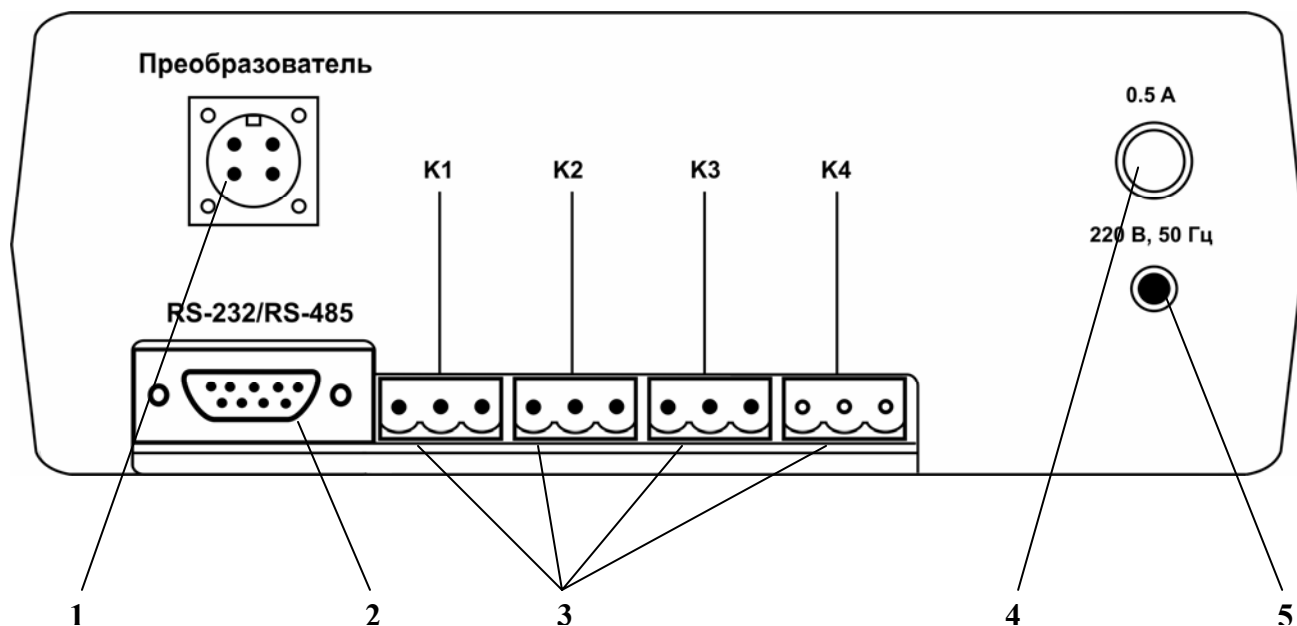 Преобразователь
0.5 А
K1 K2 K3 K4
220 В, 50 Гц
RS-232/RS-485
1 2 3 4 5